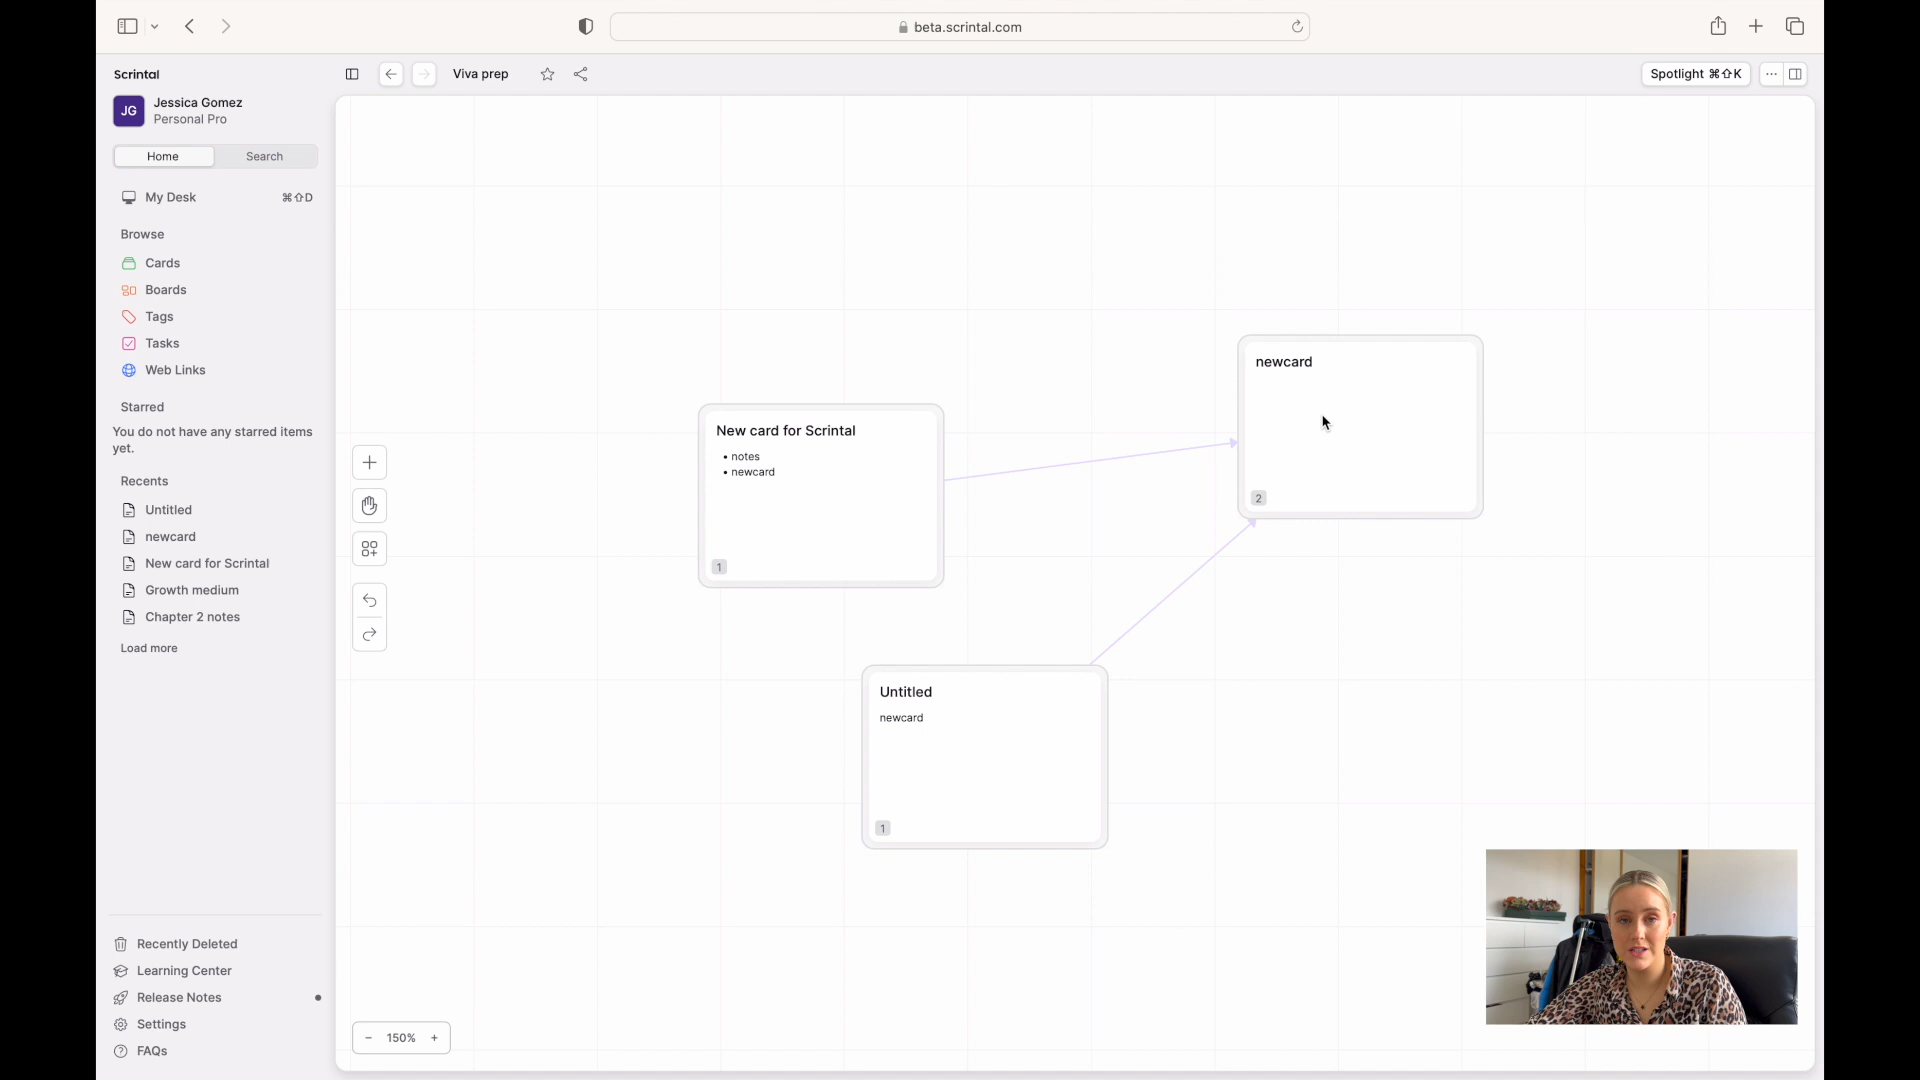 beta.scrintal.com
Scrintal
Viva prep
Spotlight ⌘⇧K
JG
Jessica Gomez
Personal Pro
Home
Search
My Desk
⌘⇧D
Browse
Cards
Boards
Tags
Tasks
Web Links
Starred
You do not have any starred items
yet.
Recents
Untitled
newcard
New card for Scrintal
Growth medium
Chapter 2 notes
Load more
Recently Deleted
Learning Center
Release Notes
Settings
FAQs
newcard
2
New card for Scrintal
• notes
• newcard
1
Untitled
newcard
1
− 150% +